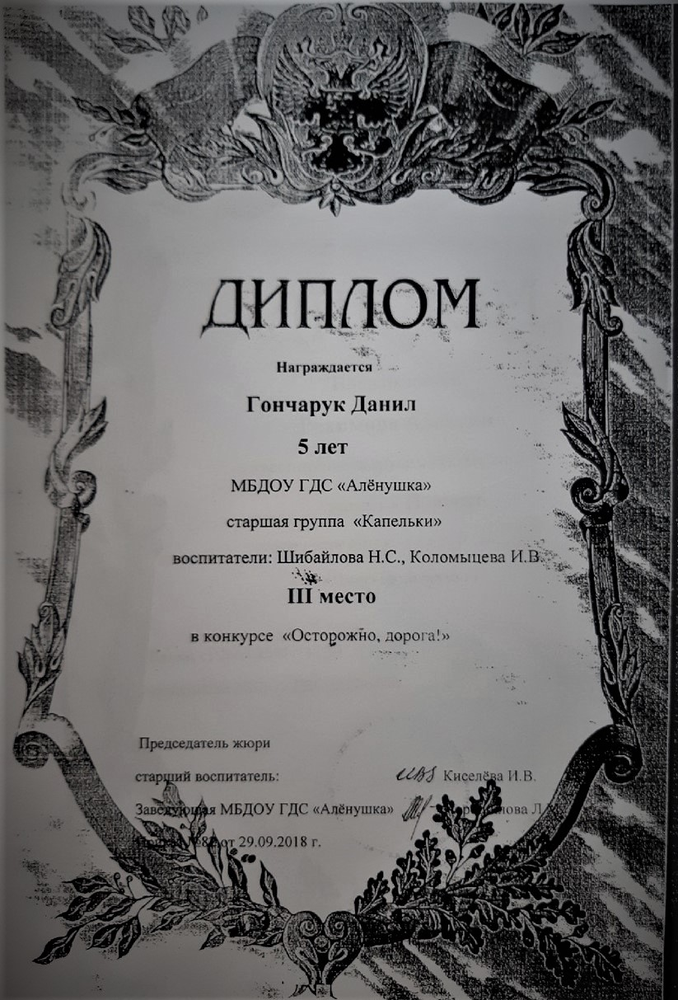 ДИПЛОМ
Награждается
Гончарук Данил
5 лет
МБДОУ ГДС «Алёнушка»
старшая группа «Капельки»
воспитатели: Шибайлова Н.С., Коломыцева И.В.
III место
в конкурсе «Осторожно, дорога!»
Председатель жюри
старший воспитатель: Киселёва И.В.
Заведующая МБДОУ ГДС «Алёнушка»
от 29.09.2018 г.